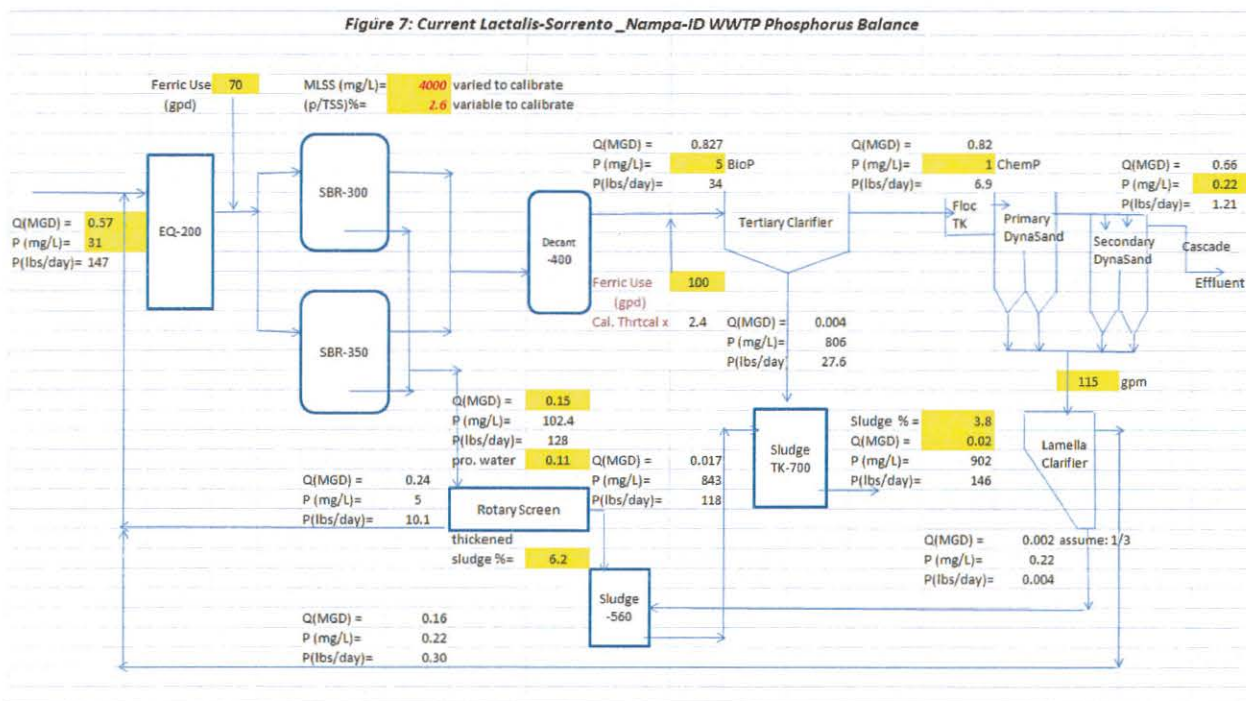 Figure 7: Current Lactalis-Sorrento _Nampa-ID WWTP Phosphorus Balance
Ferric Use 70
(gpd)
MLSS (mg/L)= 4000 varied to calibrate
(p/TSS)%= 2.6 variable to calibrate
Q(MGD) = 0.57
P (mg/L)= 31
P(lbs/day)= 147
EQ-200
SBR-300
SBR-350
Decant
-400
Q(MGD) = 0.827
P (mg/L)= 5 BioP
P(lbs/day)= 34
Tertiary Clarifier
Q(MGD) = 0.82
P (mg/L)= 1 ChemP
P(lbs/day)= 6.9
Floc
TK
Primary
DynaSand
Q(MGD) = 0.66
P (mg/L)= 0.22
P(lbs/day)= 1.21
Secondary
DynaSand
Cascade
Effluent
Ferric Use 100
(gpd)
Cal. Thrtcal x 2.4
Q(MGD) = 0.004
P (mg/L)= 806
P(lbs/day 27.6
115 gpm
Q(MGD) = 0.15
P (mg/L)= 102.4
P(lbs/day)= 128
pro. water 0.11
Q(MGD) = 0.017
P (mg/L)= 843
P(lbs/day)= 118
Sludge
TK-700
Sludge % = 3.8
Q(MGD) = 0.02
P (mg/L)= 902
P(lbs/day)= 146
Lamella
Clarifier
Q(MGD) = 0.24
P (mg/L)= 5
P(lbs/day)= 10.1
Rotary Screen
thickened
sludge %= 6.2
Sludge
-560
Q(MGD) = 0.002 assume: 1/3
P (mg/L)= 0.22
P(lbs/day)= 0.004
Q(MGD) = 0.16
P (mg/L)= 0.22
P(lbs/day)= 0.30